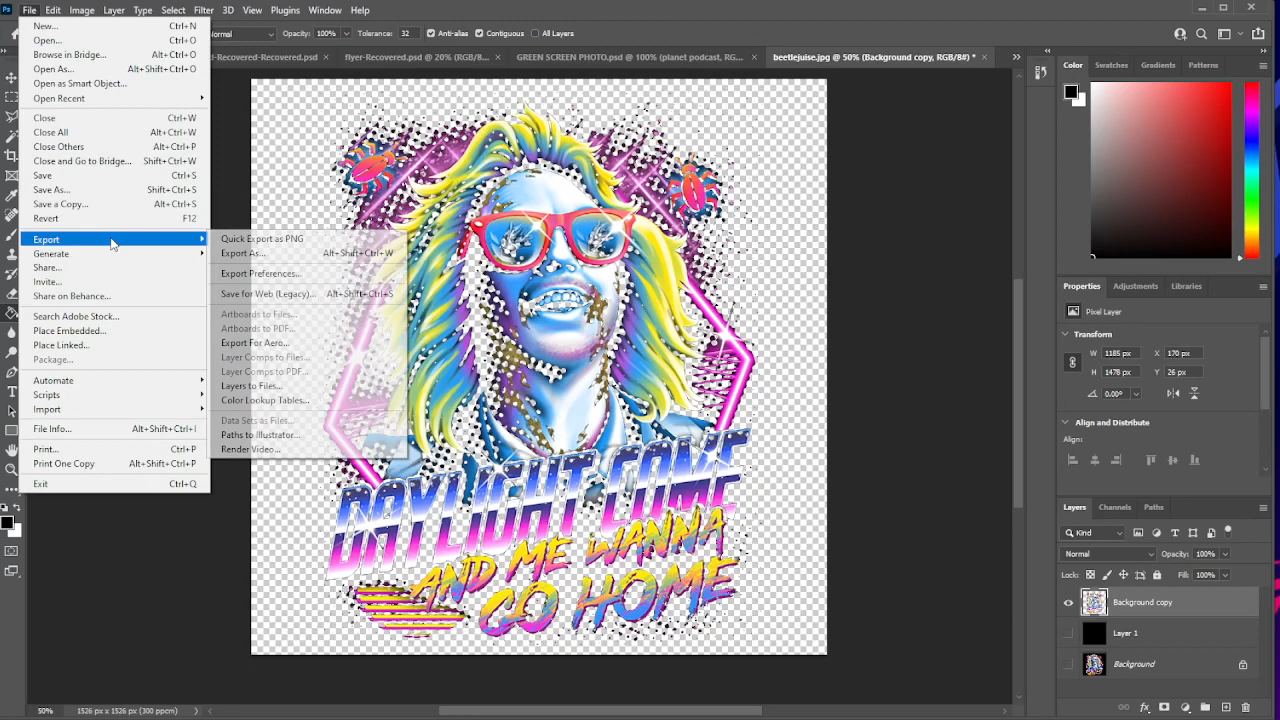 Ps File Edit Image Layer Type Select Filter 3D View Plugins Window Help
Normal Opacity: 100% Tolerance: 32 Anti-alias Contiguous All Layers
d-Recovered-Recovered.psd × flyer-Recovered.psd @ 20% (RGB/8... × GREEN SCREEN PHOTO.psd @ 100% (planet podcast, ... × beetlejuise.jpg @ 50% (Background copy, RGB/8#) * ×
New... Ctrl+N
Open... Ctrl+O
Browse in Bridge... Alt+Ctrl+O
Open As... Alt+Shift+Ctrl+O
Open as Smart Object...
Open Recent
Close Ctrl+W
Close All Alt+Ctrl+W
Close Others Alt+Ctrl+P
Close and Go to Bridge... Shift+Ctrl+W
Save Ctrl+S
Save As... Shift+Ctrl+S
Save a Copy... Alt+Ctrl+S
Revert F12
Export
Generate
Share...
Invite...
Share on Behance...
Search Adobe Stock...
Place Embedded...
Place Linked...
Package...
Automate
Scripts
Import
File Info... Alt+Shift+Ctrl+I
Print... Ctrl+P
Print One Copy Alt+Shift+Ctrl+P
Exit Ctrl+Q
Quick Export as PNG
Export As... Alt+Shift+Ctrl+W
Export Preferences...
Save for Web (Legacy)... Alt+Shift+Ctrl+S
Artboards to Files...
Artboards to PDF...
Export For Aero...
Layer Comps to Files...
Layer Comps to PDF...
Layers to Files...
Color Lookup Tables...
Data Sets as Files...
Paths to Illustrator...
Render Video...
DAYLIGHT COME
AND ME WANNA
GO HOME
Color Swatches Gradients Patterns
Properties Adjustments Libraries
Pixel Layer
Transform
W 1185 px X 170 px
H 1478 px Y 26 px
0.00°
Align and Distribute
Align:
Layers Channels Paths
Kind
Normal Opacity: 100%
Lock: Fill: 100%
Background copy
Layer 1
Background
50% 1526 px x 1526 px (300 ppcm)